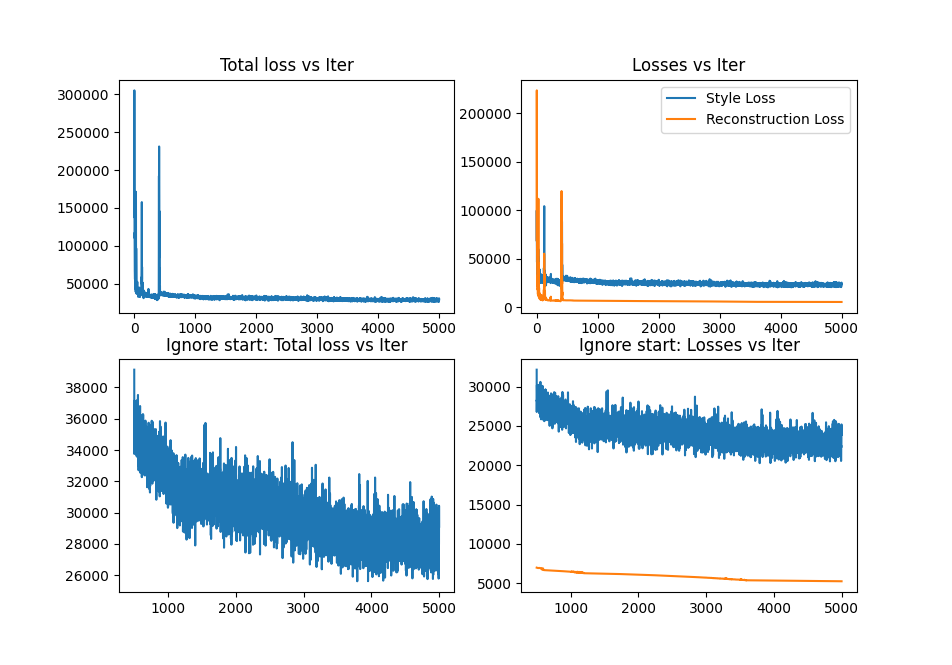 Total loss vs Iter
300000
250000
200000
150000
100000
50000
0 1000 2000 3000 4000 5000
Losses vs Iter
Style Loss
Reconstruction Loss
200000
150000
100000
50000
0
0 1000 2000 3000 4000 5000
Ignore start: Total loss vs Iter
38000
36000
34000
32000
30000
28000
26000
1000 2000 3000 4000 5000
Ignore start: Losses vs Iter
30000
25000
20000
15000
10000
5000
1000 2000 3000 4000 5000